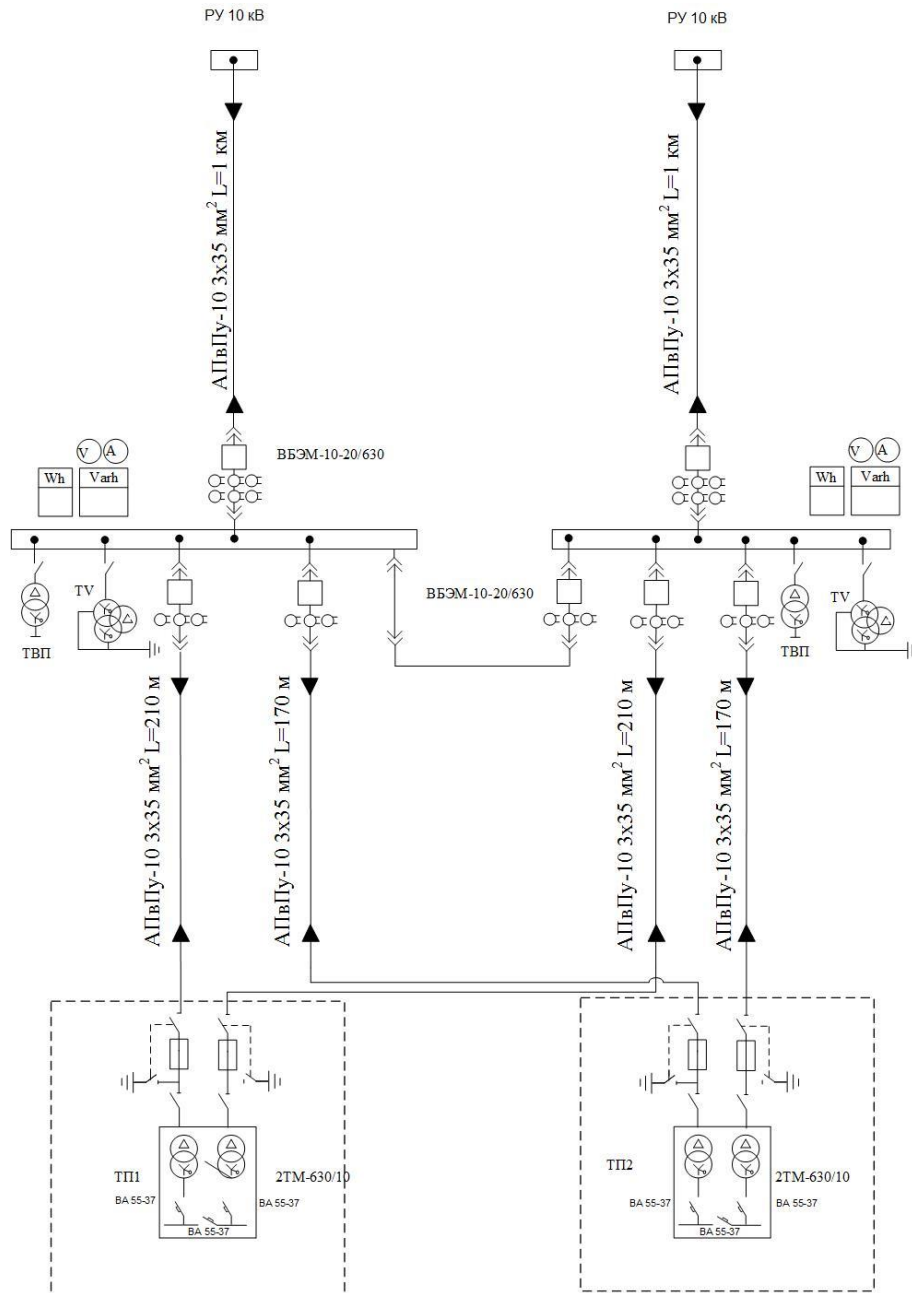 РУ 10 кВ
РУ 10 кВ
АПвПу-10 3х35 мм² L=1 км
АПвПу-10 3х35 мм² L=1 км
V
A
Wh
Varh
ВБЭМ-10-20/630
V
A
Wh
Varh
TV
ТВП
ВБЭМ-10-20/630
TV
ТВП
АПвПу-10 3х35 мм² L=210 м
АПвПу-10 3х35 мм² L=170 м
АПвПу-10 3х35 мм² L=210 м
АПвПу-10 3х35 мм² L=170 м
ТП1
2ТМ-630/10
ВА 55-37
ВА 55-37
ВА 55-37
ТП2
2ТМ-630/10
ВА 55-37
ВА 55-37
ВА 55-37